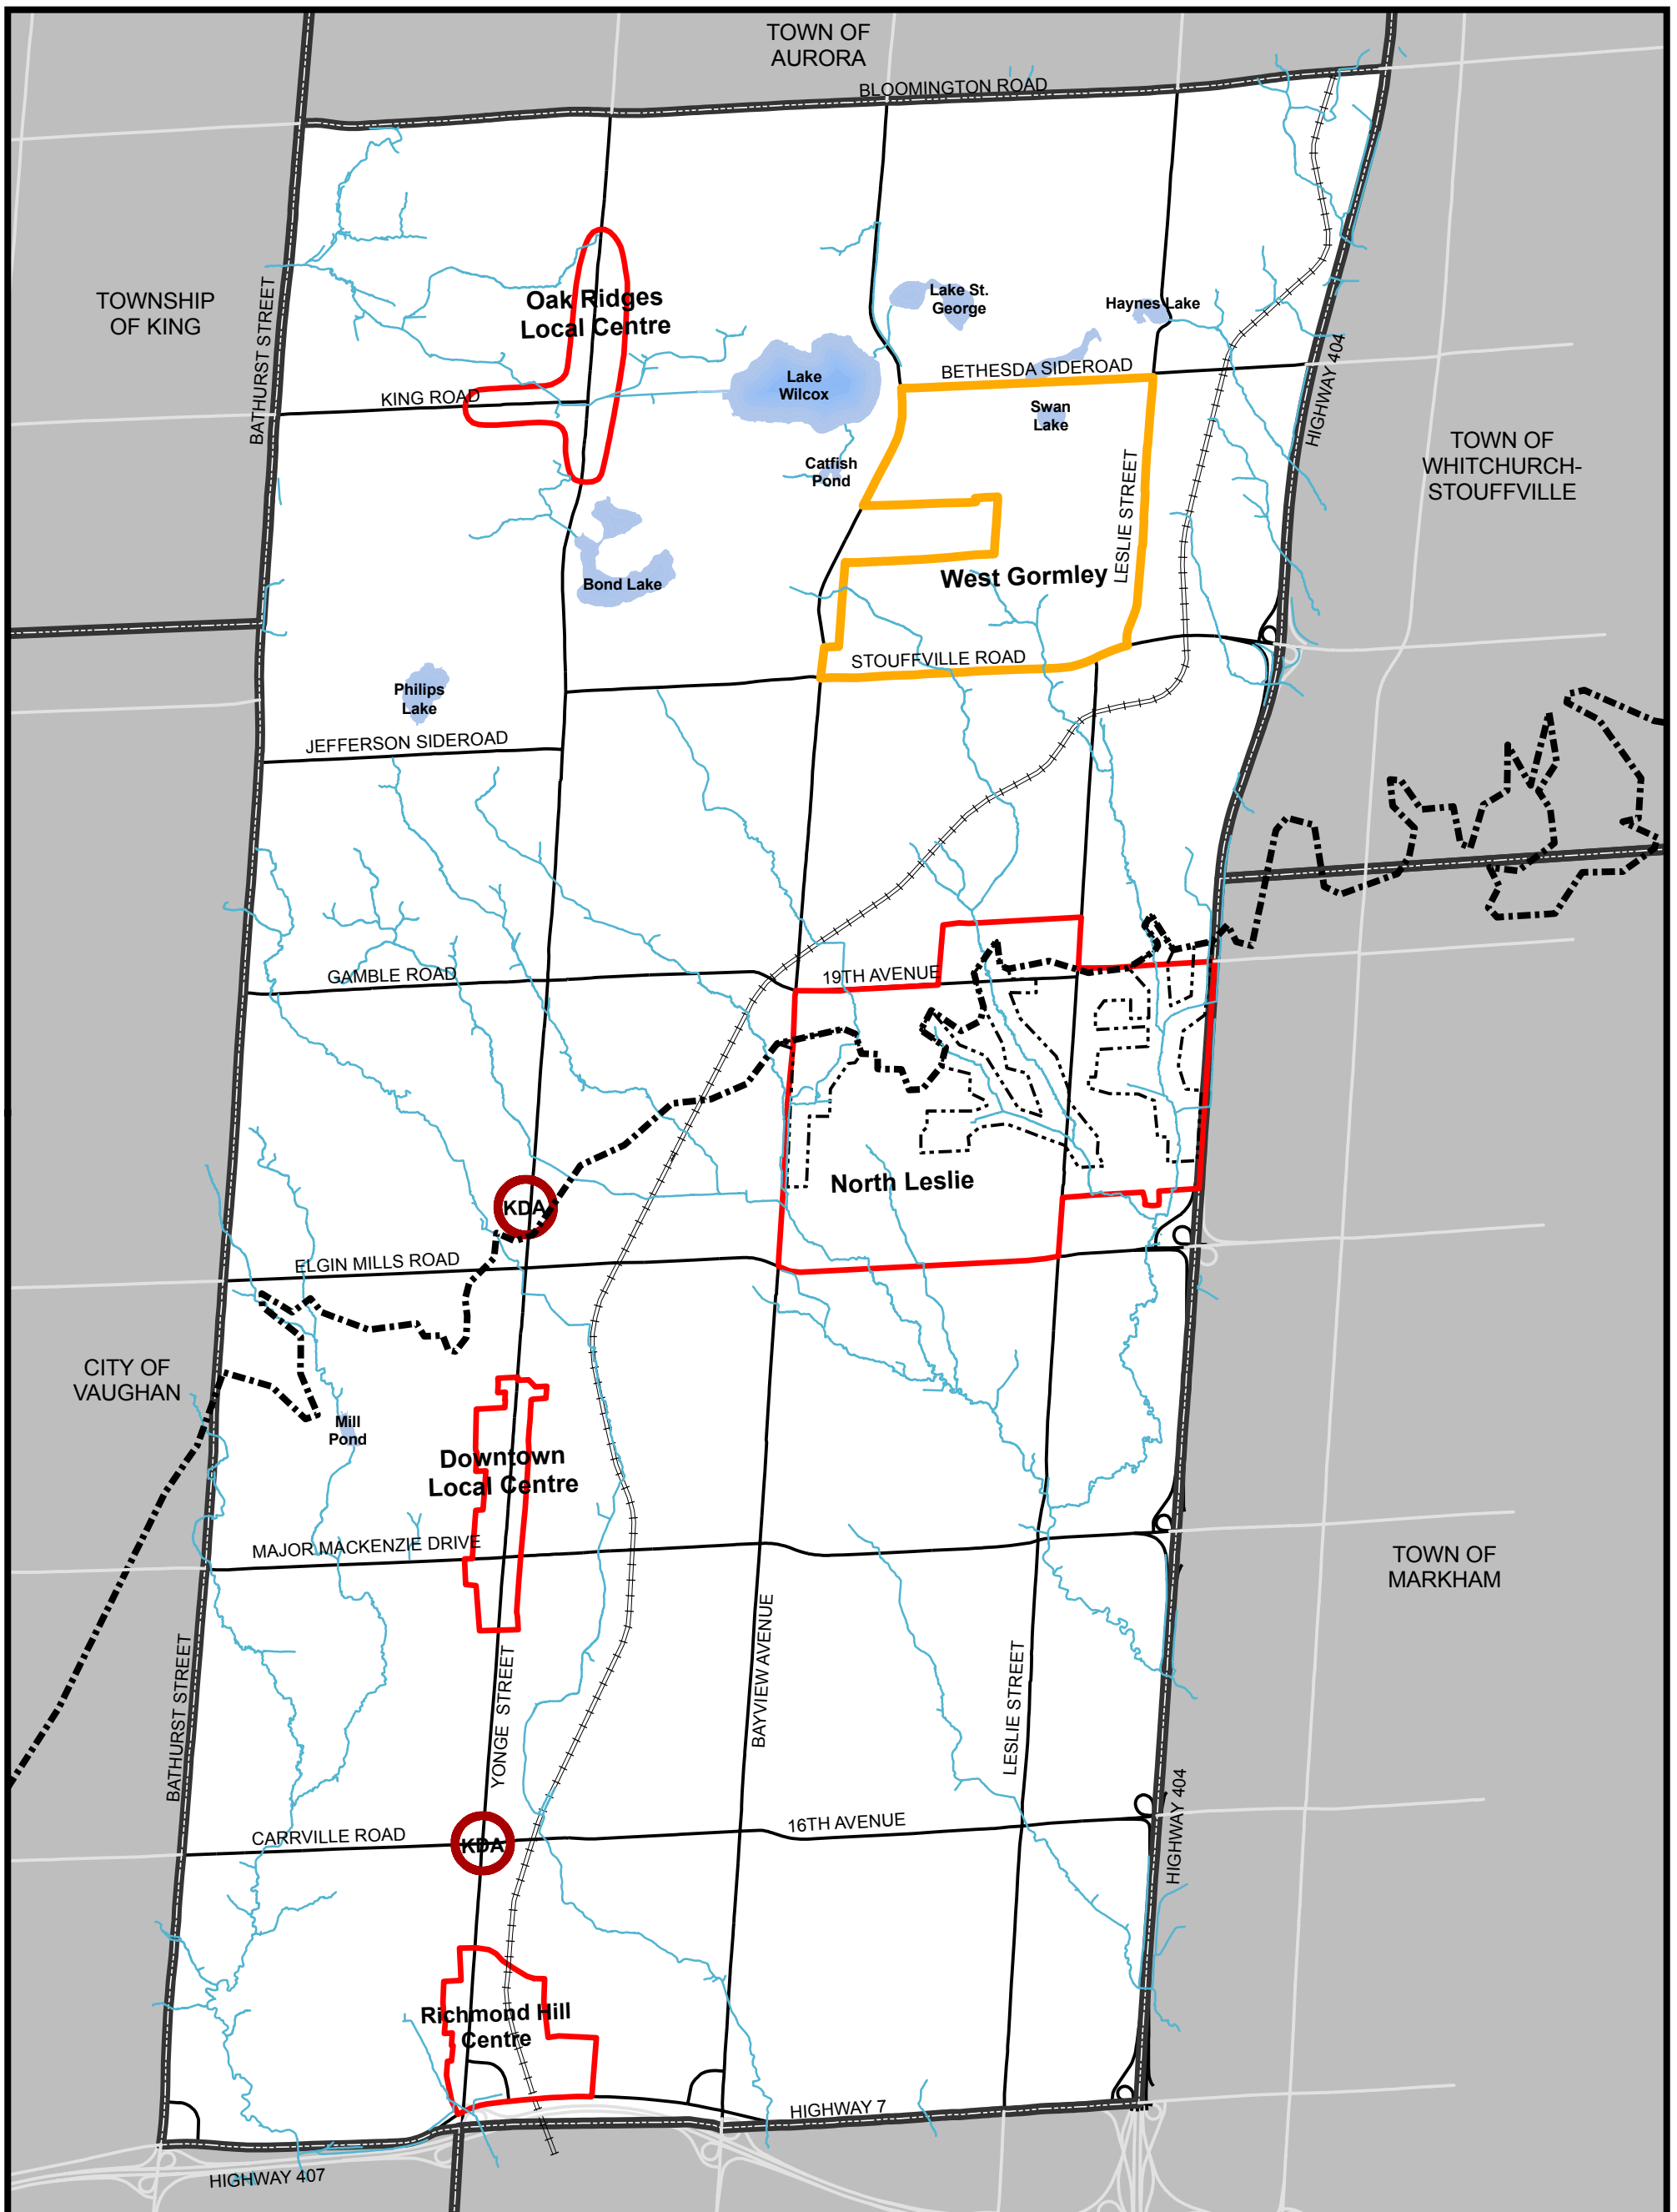 TOWN OF
AURORA
BLOOMINGTON ROAD
TOWNSHIP
OF KING
BATHURST STREET
Oak Ridges
Local Centre
Lake St.
George
Haynes Lake
KING ROAD
Lake
Wilcox
BETHESDA SIDEROAD
HIGHWAY 404
Swan
Lake
TOWN OF
WHITCHURCH-
STOUFFVILLE
Catfish
Pond
LESLIE STREET
Bond Lake
West Gormley
STOUFFVILLE ROAD
Philips
Lake
JEFFERSON SIDEROAD
GAMBLE ROAD
19TH AVENUE
North Leslie
KDA
ELGIN MILLS ROAD
CITY OF
VAUGHAN
Mill
Pond
Downtown
Local Centre
MAJOR MACKENZIE DRIVE
TOWN OF
MARKHAM
BATHURST STREET
YONGE STREET
BAYVIEW AVENUE
LESLIE STREET
HIGHWAY 404
CARRVILLE ROAD
KDA
16TH AVENUE
Richmond Hill
Centre
HIGHWAY 7
HIGHWAY 407